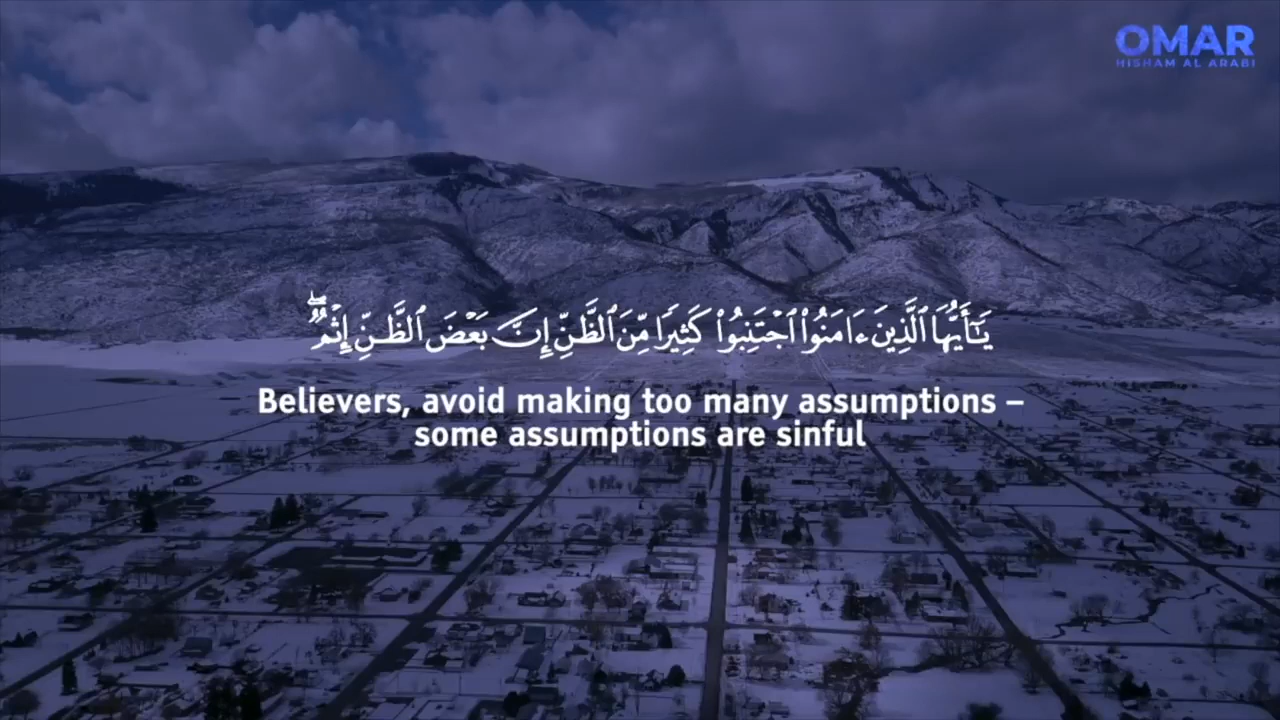 OMAR
HISHAM AL ARABI
يَـٰٓأَيُّهَا ٱلَّذِينَ ءَامَنُوا۟ ٱجْتَنِبُوا۟ كَثِيرًا مِّنَ ٱلظَّنِّ إِنَّ بَعْضَ ٱلظَّنِّ إِثْمٌ ۖ
Believers, avoid making too many assumptions –
some assumptions are sinful